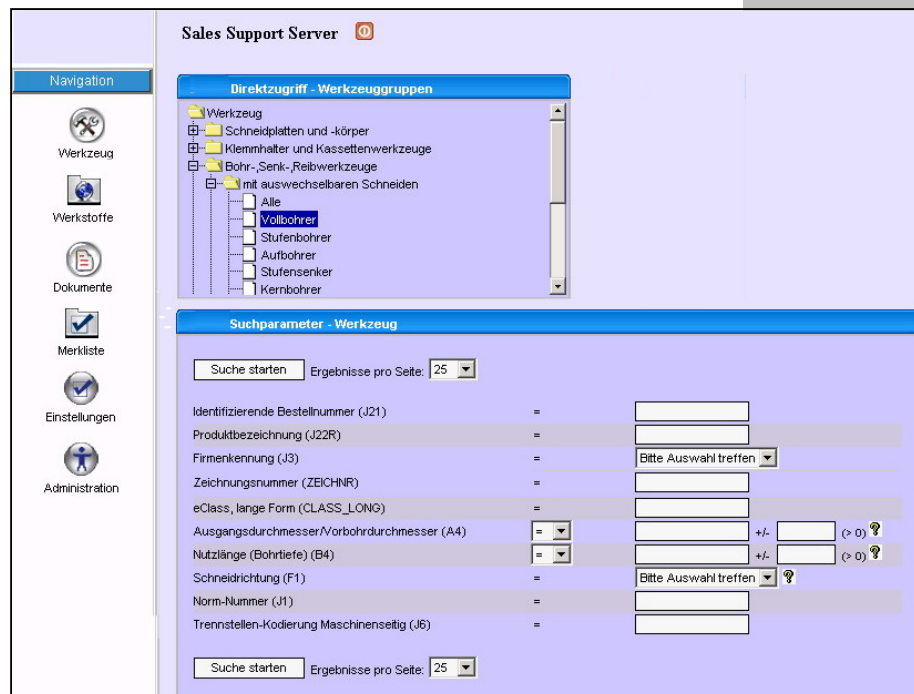 Sales Support Server
Navigation
Werkzeug
Werkstoffe
Dokumente
Merkliste
Einstellungen
Administration
Direktzugriff - Werkzeuggruppen
Werkzeug
Schneidplatten und -körper
Klemmhalter und Kassettenwerkzeuge
Bohr-,Senk-,Reibwerkzeuge
mit auswechselbaren Schneiden
Alle
Vollbohrer
Stufenbohrer
Aufbohrer
Stufensenker
Kernbohrer
Suchparameter - Werkzeug
Suche starten Ergebnisse pro Seite: 25
Identifizierende Bestellnummer (J21) =
Produktbezeichnung (J22R) =
Firmenkennung (J3) = Bitte Auswahl treffen
Zeichnungsnummer (ZEICHNR) =
eClass, lange Form (CLASS_LONG) =
Ausgangsdurchmesser/Vorbohrdurchmesser (A4) = +/- (> 0) ?
Nutzlänge (Bohrtiefe) (B4) = +/- (> 0) ?
Schneidrichtung (F1) = Bitte Auswahl treffen ?
Norm-Nummer (J1) =
Trennstellen-Kodierung Maschinenseitig (J6) =
Suche starten Ergebnisse pro Seite: 25